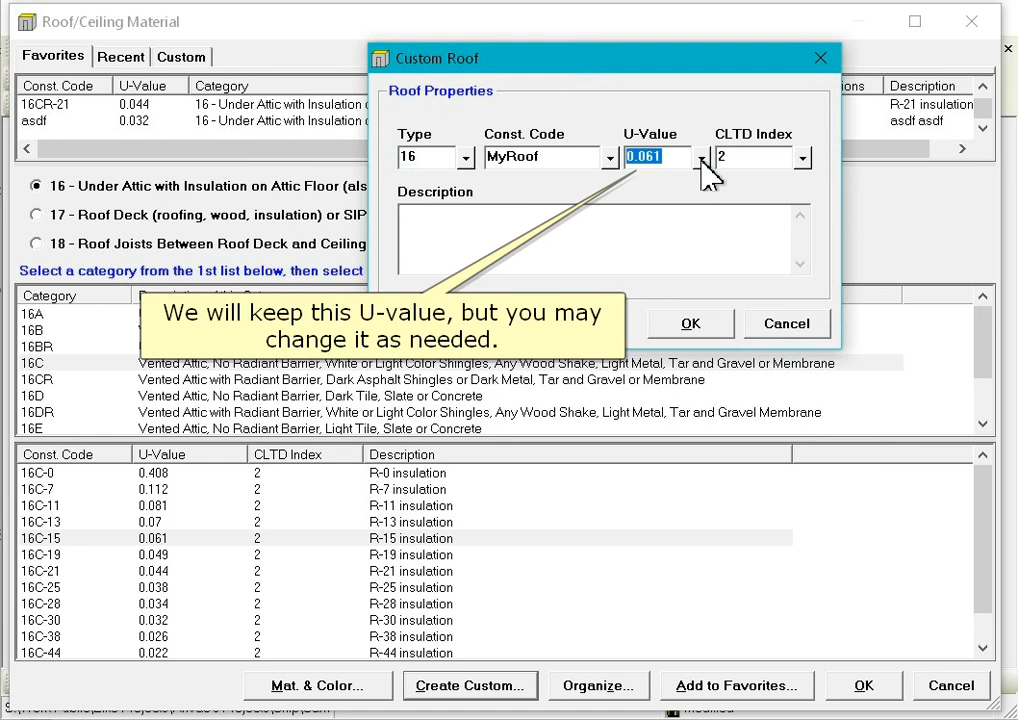 Roof/Ceiling Material
Favorites Recent Custom
Const. Code U-Value Category
16CR-21 0.044 16 - Under Attic with Insulation
asdf 0.032 16 - Under Attic with Insulation
Description
R-21 insulation
asdf asdf
16 - Under Attic with Insulation on Attic Floor (als
17 - Roof Deck (roofing, wood, insulation) or SIP
18 - Roof Joists Between Roof Deck and Ceiling
Select a category from the 1st list below, then select
Custom Roof
Roof Properties
Type Const. Code U-Value CLTD Index
16 MyRoof 0.061 2
Description
OK Cancel
We will keep this U-value, but you may
change it as needed.
Category
16A
16B
16BR
16C Vented Attic, No Radiant Barrier, White or Light Color Shingles, Any Wood Shake, Light Metal, Tar and Gravel or Membrane
16CR Vented Attic with Radiant Barrier, Dark Asphalt Shingles or Dark Metal, Tar and Gravel or Membrane
16D Vented Attic, No Radiant Barrier, Dark Tile, Slate or Concrete
16DR Vented Attic with Radiant Barrier, White or Light Color Shingles, Any Wood Shake, Light Metal, Tar and Gravel Membrane
16E Vented Attic, No Radiant Barrier, Light Tile, Slate or Concrete
Const. Code U-Value CLTD Index Description
16C-0 0.408 2 R-0 insulation
16C-7 0.112 2 R-7 insulation
16C-11 0.081 2 R-11 insulation
16C-13 0.07 2 R-13 insulation
16C-15 0.061 2 R-15 insulation
16C-19 0.049 2 R-19 insulation
16C-21 0.044 2 R-21 insulation
16C-25 0.038 2 R-25 insulation
16C-28 0.034 2 R-28 insulation
16C-30 0.032 2 R-30 insulation
16C-38 0.026 2 R-38 insulation
16C-44 0.022 2 R-44 insulation
Mat. & Color... Create Custom... Organize... Add to Favorites... OK Cancel